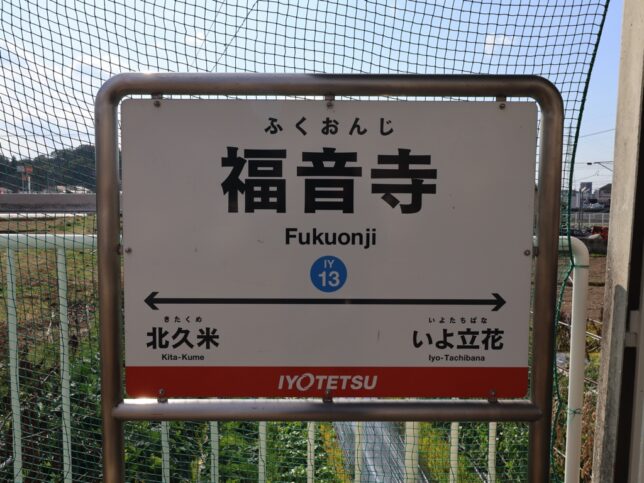 ふくおんじ
福音寺
Fukuonji
IY
13
きたくめ
いよたちばな
北久米
いよ立花
Kita-Kume
Iyo-Tachibana
IYOTETSU